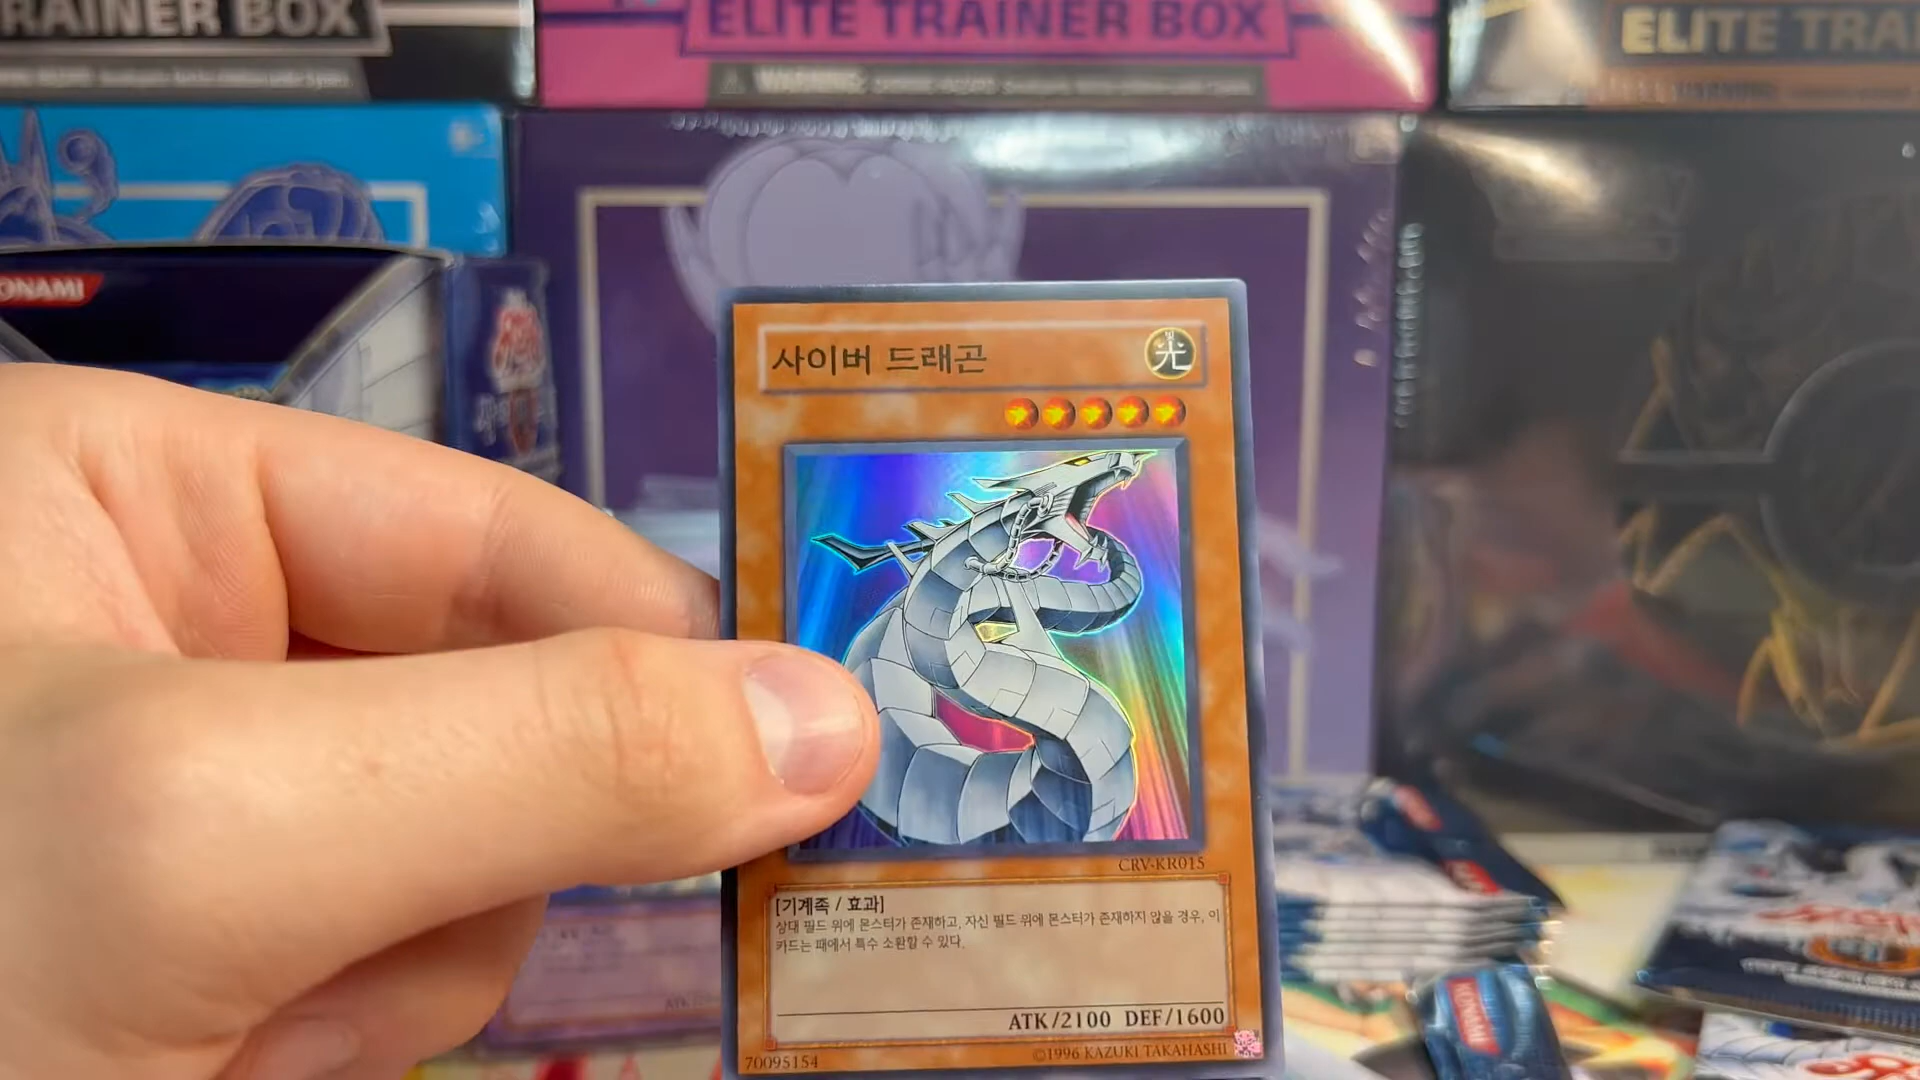 RAINER BOX
ELITE TRAINER BOX
WARNING:
ELITE TRAI
KONAMI
사이버 드래곤
光
CRV-KR015
[기계족 / 효과]
상대 필드 위에 몬스터가 존재하고, 자신 필드 위에 몬스터가 존재하지 않을 경우, 이
카드는 패에서 특수 소환할 수 있다.
ATK/2100 DEF/1600
70095154
©1996 KAZUKI TAKAHASHI
KONAMI